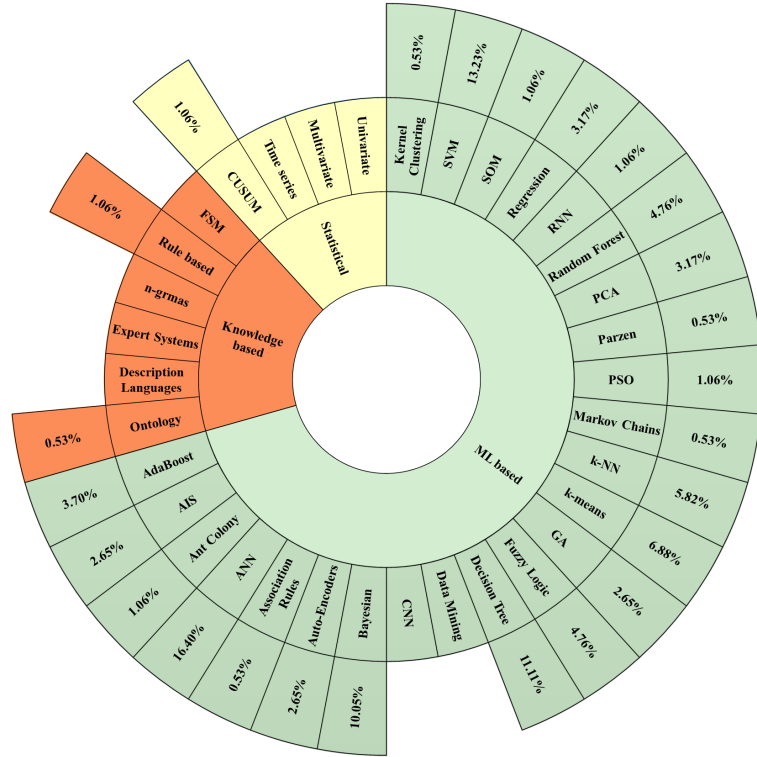 0.53%
Kernel
Clustering
13.23%
SVM
1.06%
SOM
3.17%
Regression
1.06%
RNN
4.76%
Random Forest
3.17%
PCA
0.53%
Parzen
1.06%
PSO
0.53%
Markov Chains
5.82%
k-NN
6.88%
k-means
2.65%
GA
4.76%
Fuzzy Logic
11.11%
Decision Tree
Data Mining
CNN
10.05%
Bayesian
2.65%
Auto-Encoders
0.53%
Association
Rules
16.40%
ANN
1.06%
Ant Colony
2.65%
AIS
3.70%
AdaBoost
ML based
0.53%
Ontology
Description
Languages
Expert Systems
n-grmas
1.06%
Rule based
FSM
Knowledge
based
1.06%
CUSUM
Time series
Multivariate
Univariate
Statistical